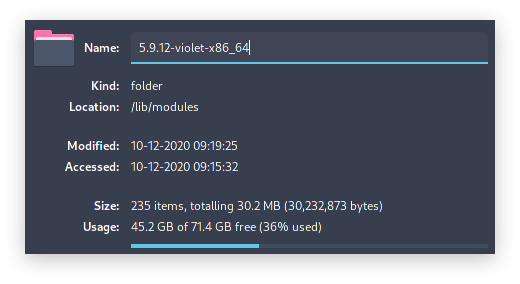 Name: 5.9.12-violet-x86_64
Kind: folder
Location: /lib/modules
Modified: 10-12-2020 09:19:25
Accessed: 10-12-2020 09:15:32
Size: 235 items, totalling 30.2 MB (30,232,873 bytes)
Usage: 45.2 GB of 71.4 GB free (36% used)